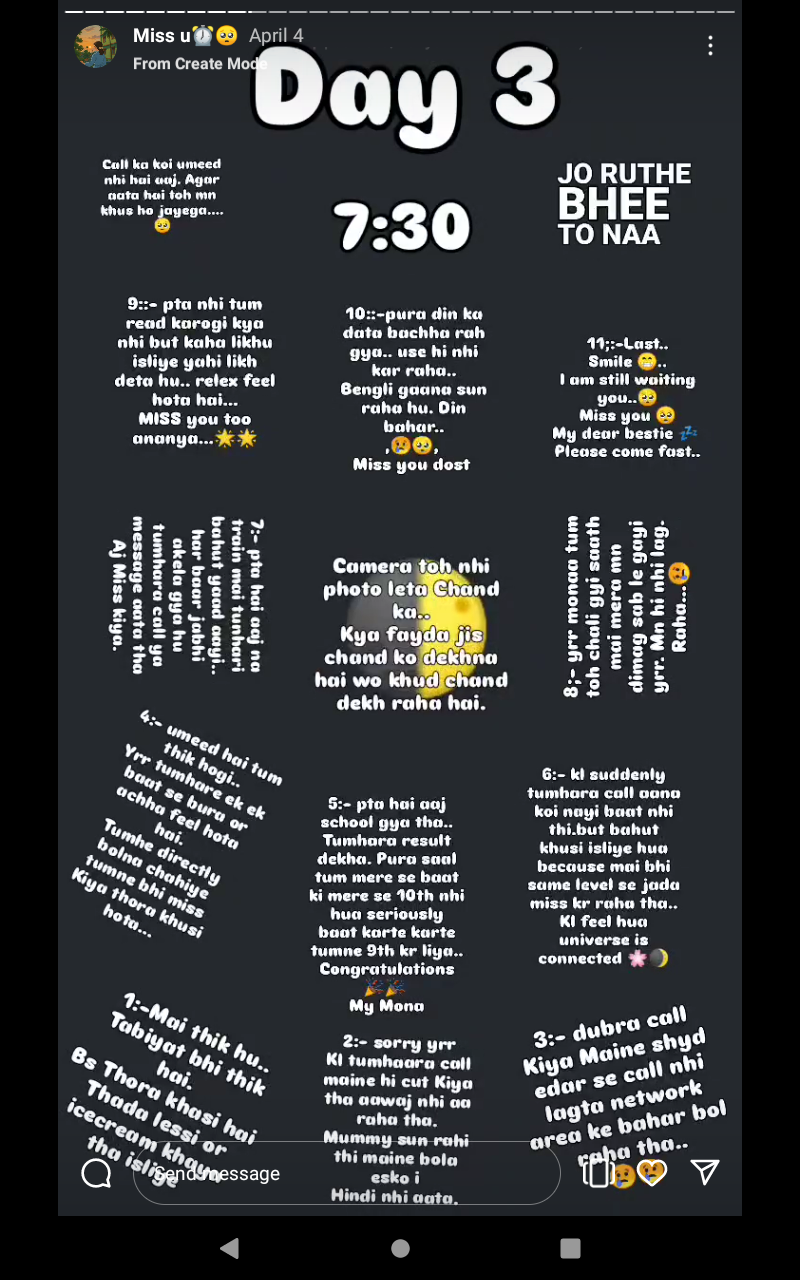 Miss u⏰🥺 April 4
From Create Mode
Day 3
Call ka koi umeed
nhi hai aaj. Agar
aata hai toh mn
khus ho jayega....
🥺
7:30
JO RUTHE
BHEE
TO NAA
9::- pta nhi tum
read karogi kya
nhi but kaha likhu
isliye yahi likh
deta hu.. relex feel
hota hai...
MISS you too
ananya...🌟🌟
10::-pura din ka
data bachha rah
gya.. use hi nhi
kar raha..
Bengli gaana sun
raha hu. Din
bahar..
,😢🥺,
Miss you dost
11;:-Last..
Smile 😁..
I am still waiting
you..🥺
Miss you 🥺
My dear bestie 💤
Please come fast..
7:- pta hai aaj na
train mai tumhari
bahut yaad aayi..
har baar jabhi
akela gya hu
tumhara call ya
message aata tha
Aj Miss kiya.
Camera toh nhi
photo leta Chand
ka..
Kya fayda jis
chand ko dekhna
hai wo khud chand
dekh raha hai.
8:- yrr monaa tum
toh chali gyi saath
mai mera mn
dimag sab le gayi
yrr. Mn hi nhi lag.
Raha...😢
4:- umeed hai tum
thik hogi..
Yrr tumhare ek ek
baat se bura or
achha feel hota
hai.
Tumhe directly
bolna chahiye
tumne bhi miss
Kiya thora khusi
hota...
5:- pta hai aaj
school gya tha..
Tumhara result
dekha. Pura saal
tum mere se baat
ki mere se 10th nhi
hua seriously
baat karte karte
tumne 9th kr liya..
Congratulations
🎉🎉
My Mona
6:- kl suddenly
tumhara call aana
koi nayi baat nhi
thi.but bahut
khusi isliye hua
because mai bhi
same level se jada
miss kr raha tha..
Kl feel hua
universe is
connected 🌸🌒
1:-Mai thik hu..
Tabiyat bhi thik
hai.
Bs Thora khasi hai
Thada lessi or
icecream khaya
tha islige
2:- sorry yrr
Kl tumhaara call
maine hi cut Kiya
tha aawaj nhi aa
raha tha.
Mummy sun rahi
thi maine bola
esko i
Hindi nhi aata.
3:- dubra call
Kiya Maine shyd
edar se call nhi
lagta network
area ke bahar bol
raha tha..
😢😢
Send message